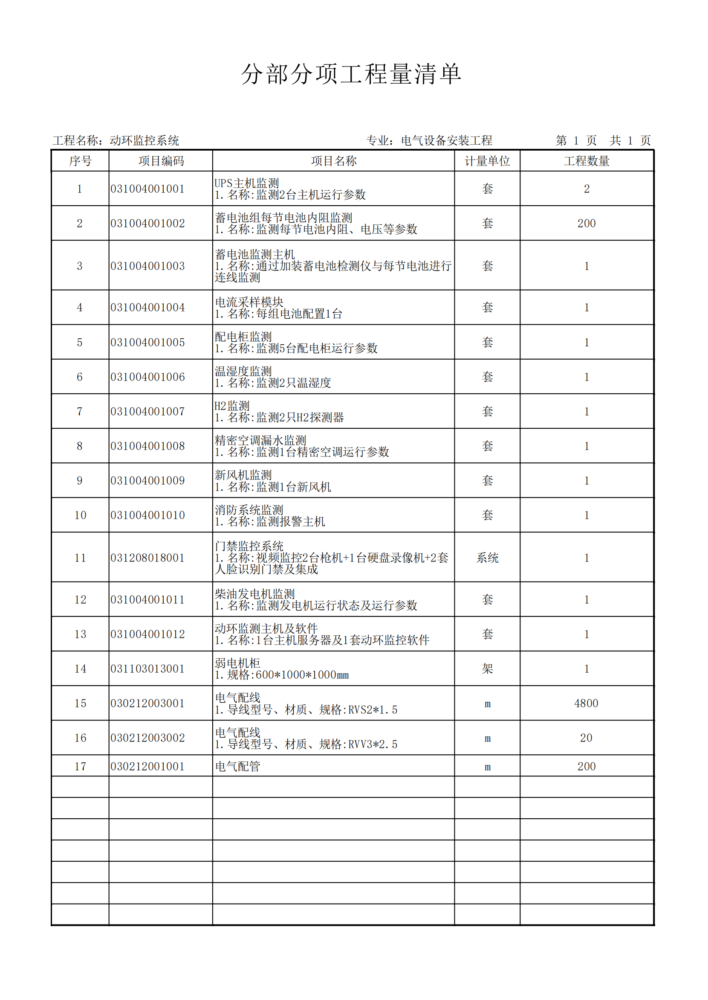 分部分项工程量清单
工程名称：动环监控系统 专业：电气设备安装工程 第 1 页 共 1 页
序号 项目编码 项目名称 计量单位 工程数量
1 031004001001 UPS主机监测 套 2
1.名称:监测2台主机运行参数
2 031004001002 蓄电池组每节电池内阻监测 套 200
1.名称:监测每节电池内阻、电压等参数
3 031004001003 蓄电池监测主机 套 1
1.名称:通过加装蓄电池检测仪与每节电池进行
连线监测
4 031004001004 电流采样模块 套 1
1.名称:每组电池配置1台
5 031004001005 配电柜监测 套 1
1.名称:监测5台配电柜运行参数
6 031004001006 温湿度监测 套 1
1.名称:监测2只温湿度
7 031004001007 H2监测 套 1
1.名称:监测2只H2探测器
8 031004001008 精密空调漏水监测 套 1
1.名称:监测1台精密空调运行参数
9 031004001009 新风机监测 套 1
1.名称:监测1台新风机
10 031004001010 消防系统监测 套 1
1.名称:监测报警主机
11 031208018001 门禁监控系统 系统 1
1.名称:视频监控2台枪机+1台硬盘录像机+2套
人脸识别门禁及集成
12 031004001011 柴油发电机监测 套 1
1.名称:监测发电机运行状态及运行参数
13 031004001012 动环监测主机及软件 套 1
1.名称:1台主机服务器及1套动环监控软件
14 031103013001 弱电机柜 架 1
1.规格:600*1000*1000mm
15 030212003001 电气配线 m 4800
1.导线型号、材质、规格:RVS2*1.5
16 030212003002 电气配线 m 20
1.导线型号、材质、规格:RVV3*2.5
17 030212001001 电气配管 m 200